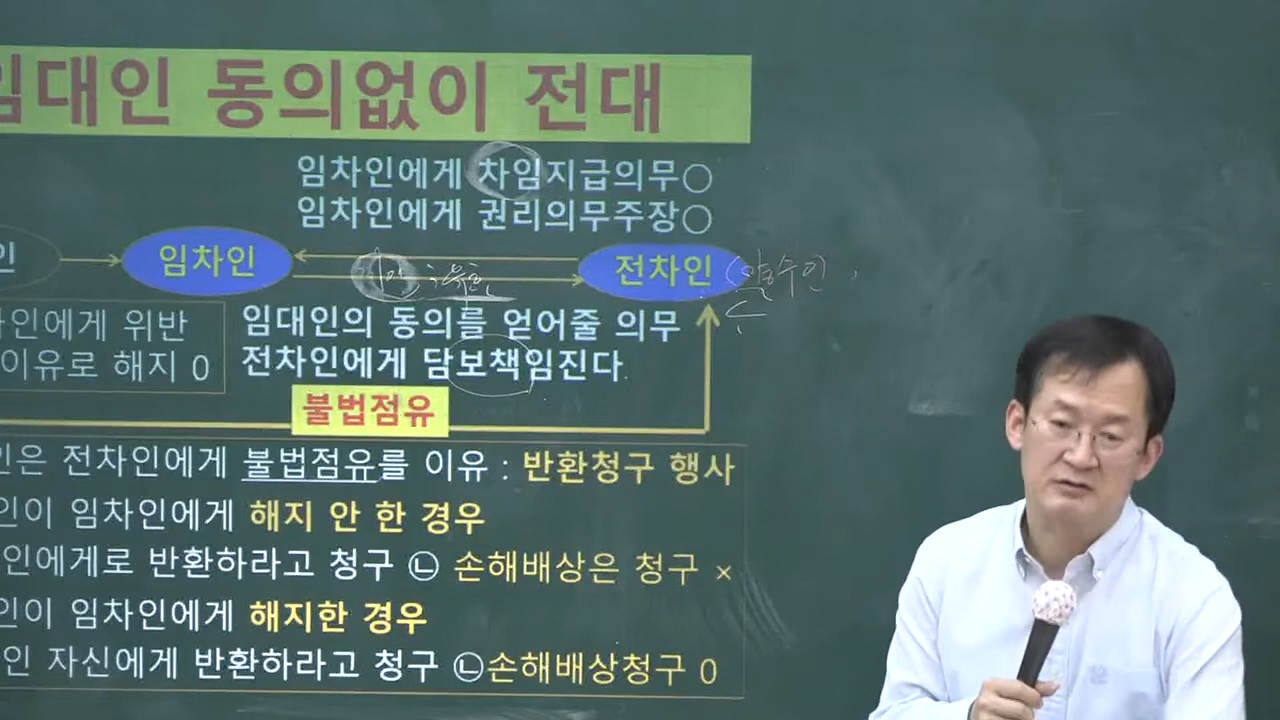 임대인 동의없이 전대
임차인에게 차임지급의무○
임차인에게 권리의무주장○
인
임차인
전차인
(양수인
차인에게 위반
이유로 해지 0
임대인의 동의를 얻어줄 의무
전차인에게 담보책임진다.
불법점유
인은 전차인에게 불법점유를 이유 : 반환청구 행사
인이 임차인에게 해지 안 한 경우
인에게로 반환하라고 청구 ㉡ 손해배상은 청구 ×
인이 임차인에게 해지한 경우
인 자신에게 반환하라고 청구 ㉡손해배상청구 0